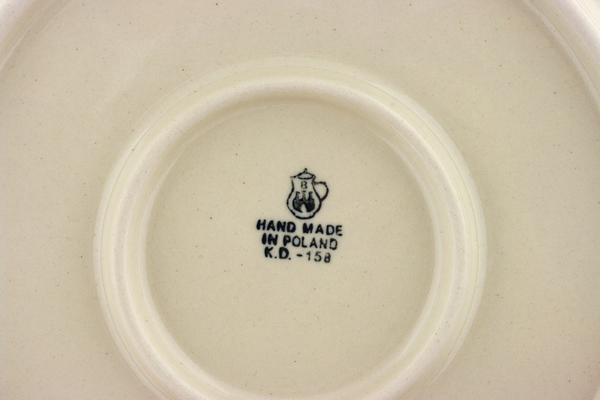 B
HAND MADE
IN POLAND
K.D. - 158